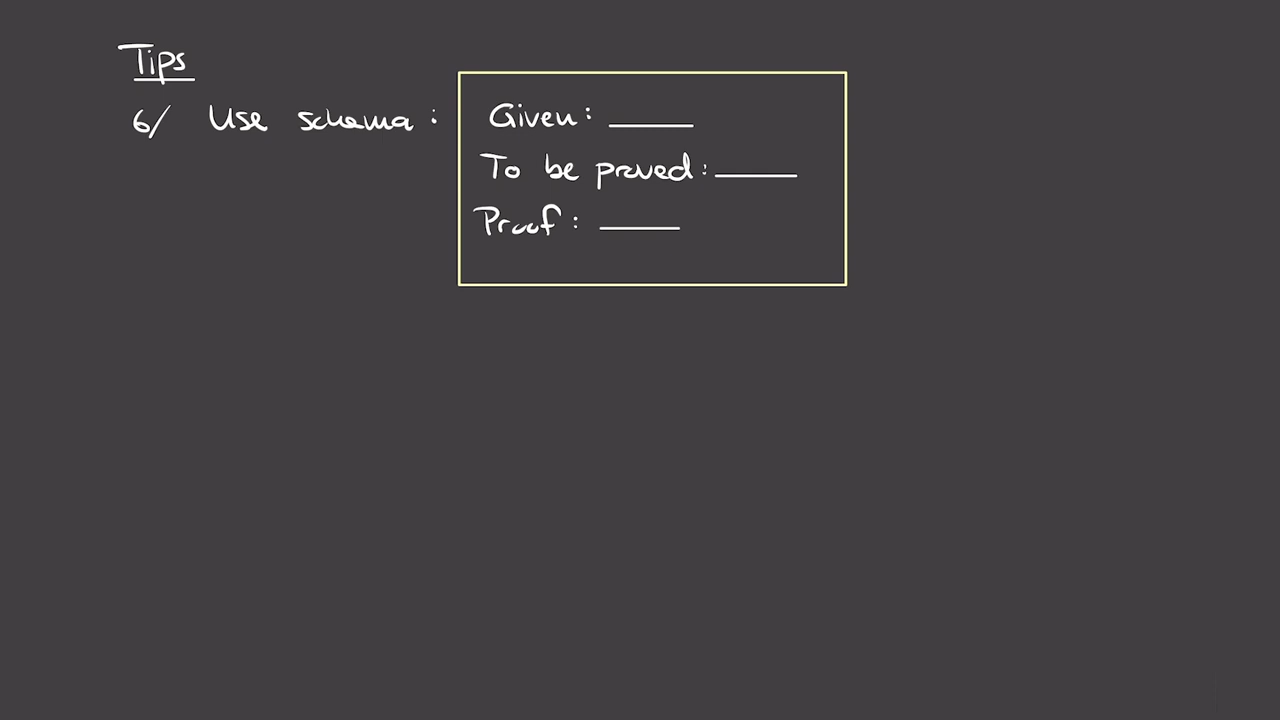 Tips
6/ Use schema: Given: ____
To be proved: ____
Proof: ____